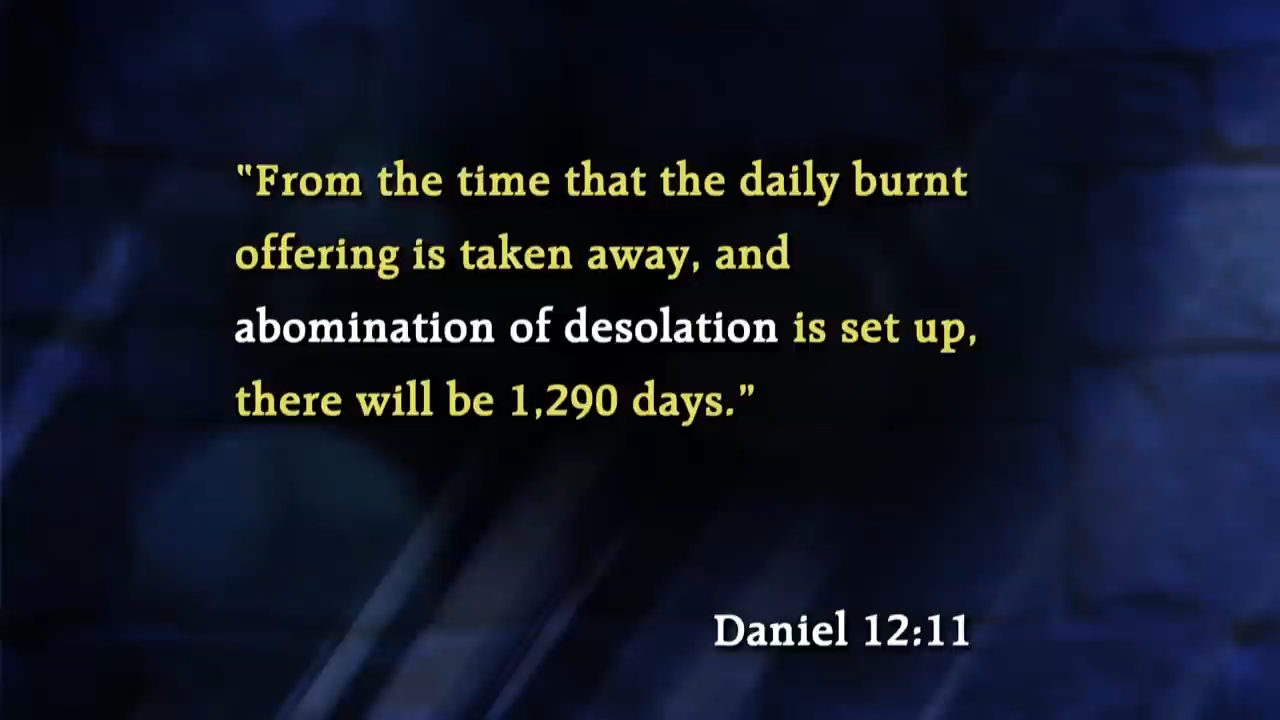 "From the time that the daily burnt
offering is taken away, and
abomination of desolation is set up,
there will be 1,290 days.”
Daniel 12:11